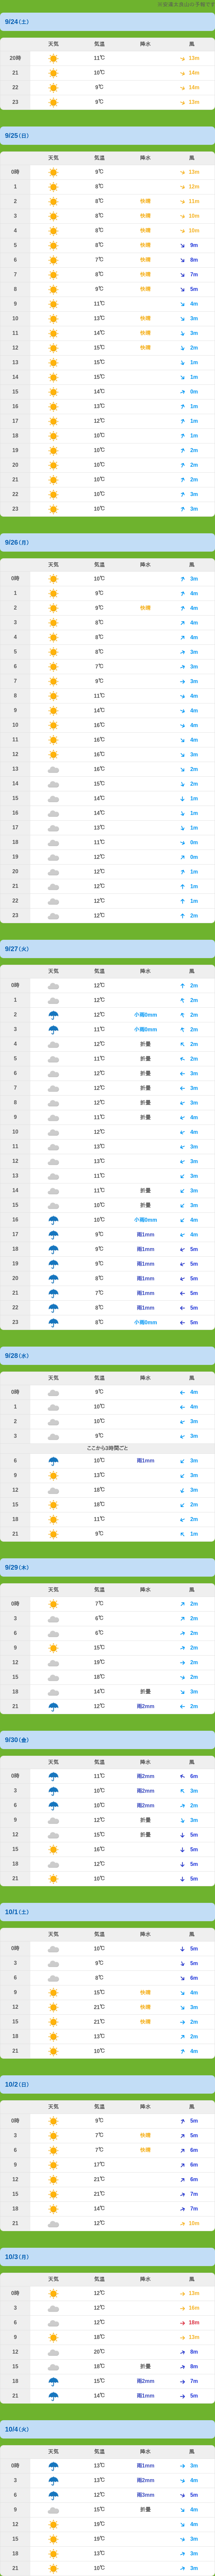 9/24(土)
天気 気温 降水 風
20時 11℃ 13m
21 10℃ 14m
22 9℃ 14m
23 9℃ 13m
9/25(日)
天気 気温 降水 風
0時 9℃ 13m
1 8℃ 12m
2 8℃ 快晴 11m
3 8℃ 快晴 10m
4 8℃ 快晴 10m
5 8℃ 快晴 9m
6 7℃ 快晴 8m
7 8℃ 快晴 7m
8 9℃ 快晴 5m
9 11℃ 4m
10 13℃ 快晴 3m
11 14℃ 快晴 3m
12 15℃ 快晴 2m
13 15℃ 1m
14 15℃ 1m
15 14℃ 0m
16 13℃ 1m
17 12℃ 1m
18 10℃ 1m
19 10℃ 2m
20 10℃ 2m
21 10℃ 2m
22 10℃ 3m
23 10℃ 3m
9/26(月)
天気 気温 降水 風
0時 10℃ 3m
1 9℃ 4m
2 9℃ 快晴 4m
3 8℃ 4m
4 8℃ 4m
5 8℃ 3m
6 7℃ 3m
7 9℃ 3m
8 11℃ 4m
9 14℃ 4m
10 16℃ 4m
11 16℃ 4m
12 16℃ 3m
13 16℃ 2m
14 15℃ 2m
15 14℃ 1m
16 14℃ 1m
17 13℃ 1m
18 11℃ 0m
19 12℃ 0m
20 12℃ 1m
21 12℃ 1m
22 12℃ 1m
23 12℃ 2m
9/27(火)
天気 気温 降水 風
0時 12℃ 2m
1 12℃ 2m
2 12℃ 小雨0mm 2m
3 11℃ 小雨0mm 2m
4 12℃ 折曇 2m
5 11℃ 折曇 2m
6 12℃ 折曇 3m
7 12℃ 折曇 3m
8 12℃ 折曇 3m
9 11℃ 折曇 4m
10 12℃ 4m
11 13℃ 3m
12 13℃ 3m
13 11℃ 3m
14 11℃ 折曇 3m
15 10℃ 折曇 3m
16 10℃ 小雨0mm 4m
17 9℃ 雨1mm 4m
18 9℃ 雨1mm 5m
19 9℃ 雨1mm 5m
20 8℃ 雨1mm 5m
21 7℃ 雨1mm 5m
22 8℃ 雨1mm 5m
23 8℃ 小雨0mm 5m
9/28(水)
天気 気温 降水 風
0時 9℃ 4m
1 10℃ 4m
2 10℃ 3m
3 9℃ 3m
ここから3時間ごと
6 10℃ 雨1mm 3m
9 13℃ 3m
12 18℃ 3m
15 18℃ 2m
18 11℃ 2m
21 9℃ 1m
9/29(木)
天気 気温 降水 風
0時 7℃ 2m
3 6℃ 2m
6 6℃ 2m
9 15℃ 2m
12 19℃ 2m
15 18℃ 2m
18 14℃ 折曇 3m
21 12℃ 雨2mm 2m
9/30(金)
天気 気温 降水 風
0時 11℃ 雨2mm 6m
3 10℃ 雨2mm 3m
6 10℃ 雨2mm 2m
9 12℃ 折曇 3m
12 15℃ 折曇 5m
15 16℃ 5m
18 12℃ 5m
21 10℃ 5m
10/1(土)
天気 気温 降水 風
0時 10℃ 5m
3 9℃ 5m
6 8℃ 6m
9 15℃ 快晴 4m
12 21℃ 快晴 3m
15 21℃ 快晴 2m
18 13℃ 2m
21 10℃ 4m
10/2(日)
天気 気温 降水 風
0時 9℃ 5m
3 7℃ 快晴 5m
6 7℃ 快晴 6m
9 17℃ 6m
12 21℃ 6m
15 21℃ 7m
18 14℃ 7m
21 12℃ 10m
10/3(月)
天気 気温 降水 風
0時 12℃ 13m
3 12℃ 16m
6 12℃ 18m
9 18℃ 13m
12 20℃ 8m
15 18℃ 折曇 8m
18 15℃ 雨2mm 7m
21 14℃ 雨1mm 5m
10/4(火)
天気 気温 降水 風
0時 13℃ 雨1mm 3m
3 13℃ 雨2mm 4m
6 12℃ 雨3mm 5m
9 15℃ 折曇 4m
12 19℃ 4m
15 19℃ 3m
18 13℃ 3m
21 10℃ 3m